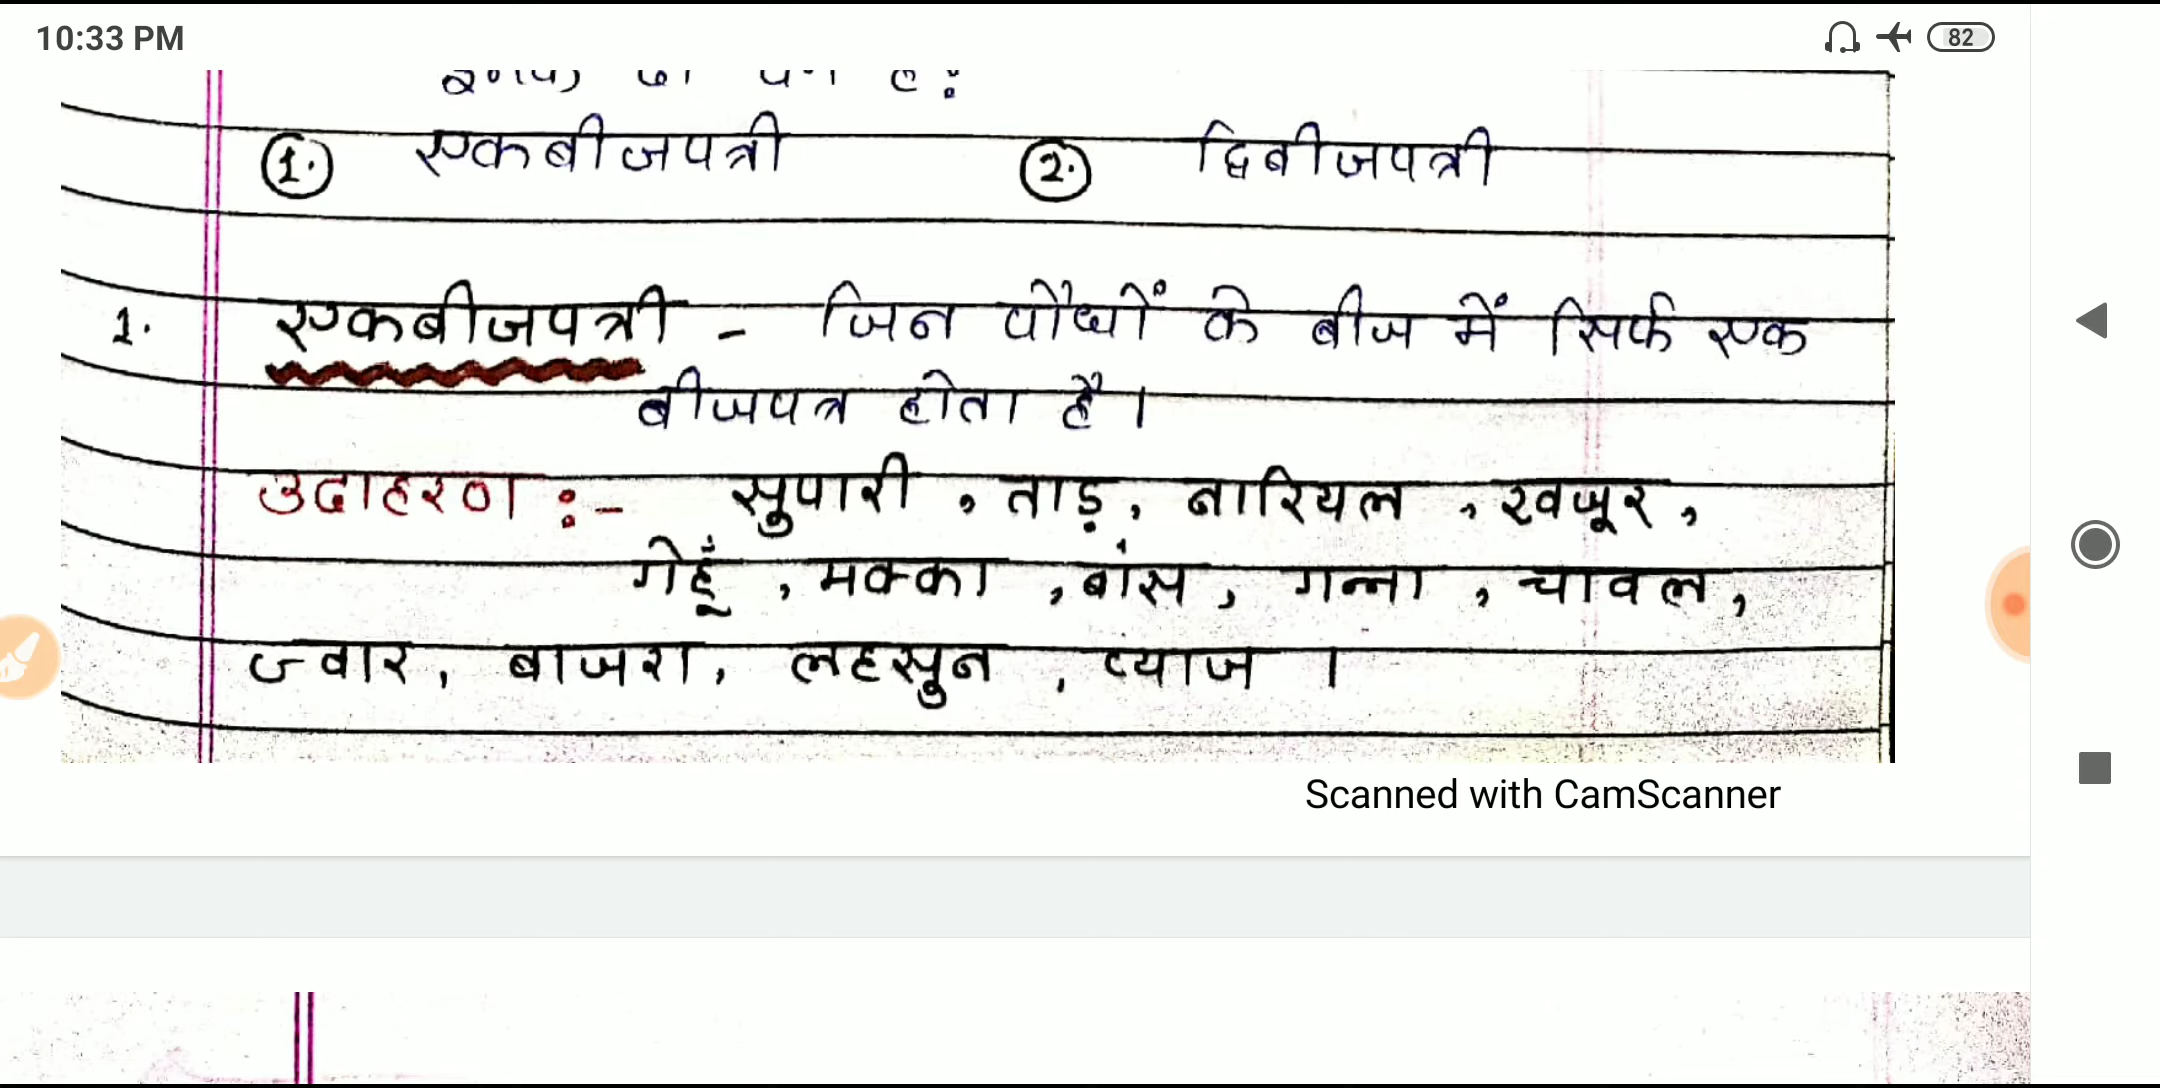 10:33 PM 82
1. एकबीजपत्री 2. द्विबीजपत्री
1. एकबीजपत्री - जिन पौधों के बीज में सिर्फ एक
बीजपत्र होता है।
उदाहरण :- सुपारी, ताड़, नारियल, खजूर,
गेहूँ, मक्का, बांस, गन्ना, चावल,
ज्वार, बाजरा, लहसुन, प्याज ।
Scanned with CamScanner